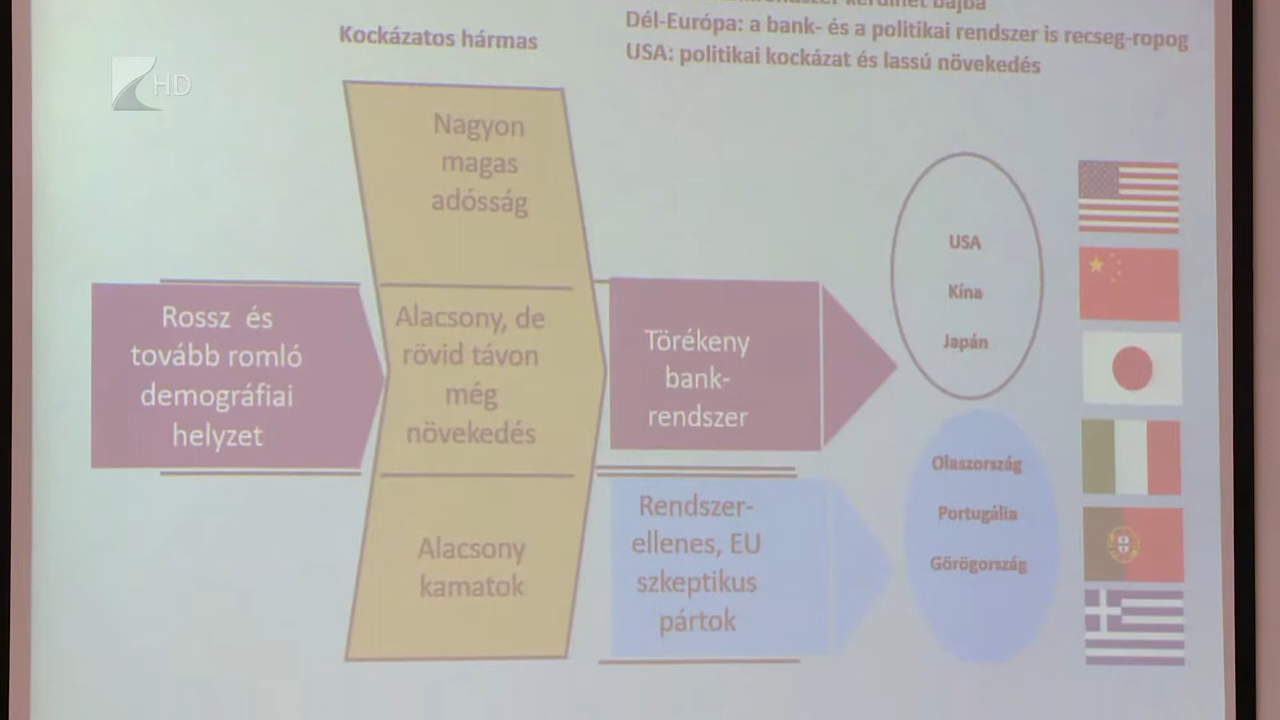 kerülhet bajba
Kockázatos hármas
Dél-Európa: a bank- és a politikai rendszer is recseg-ropog
USA: politikai kockázat és lassú növekedés
HD
Nagyon
magas
adósság
Rossz és
tovább romló
demográfiai
helyzet
Alacsony, de
rövid távon
még
növekedés
Alacsony
kamatok
Törékeny
bank-
rendszer
Rendszer-
ellenes, EU
szkeptikus
pártok
USA
Kína
Japán
Olaszország
Portugália
Görögország